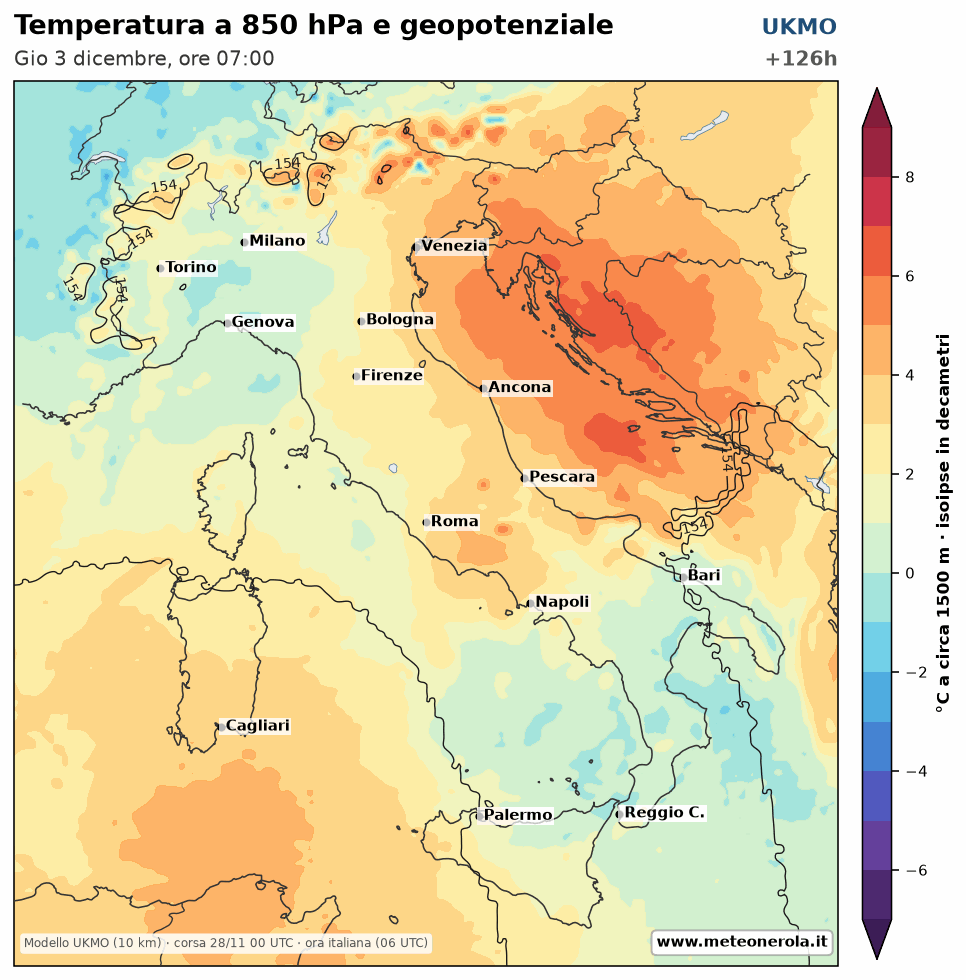 Temperatura a 850 hPa e geopotenziale
UKMO
Gio 3 dicembre, ore 07:00
+126h
154
154
154
154
154
154
Milano
Venezia
Torino
Genova
Bologna
Firenze
Ancona
154
Pescara
Roma
154
Bari
Napoli
Cagliari
Palermo
Reggio C.
8
6
4
2
0
−2
−4
−6
°C a circa 1500 m · isoipse in decametri
Modello UKMO (10 km) · corsa 28/11 00 UTC · ora italiana (06 UTC)
www.meteonerola.it